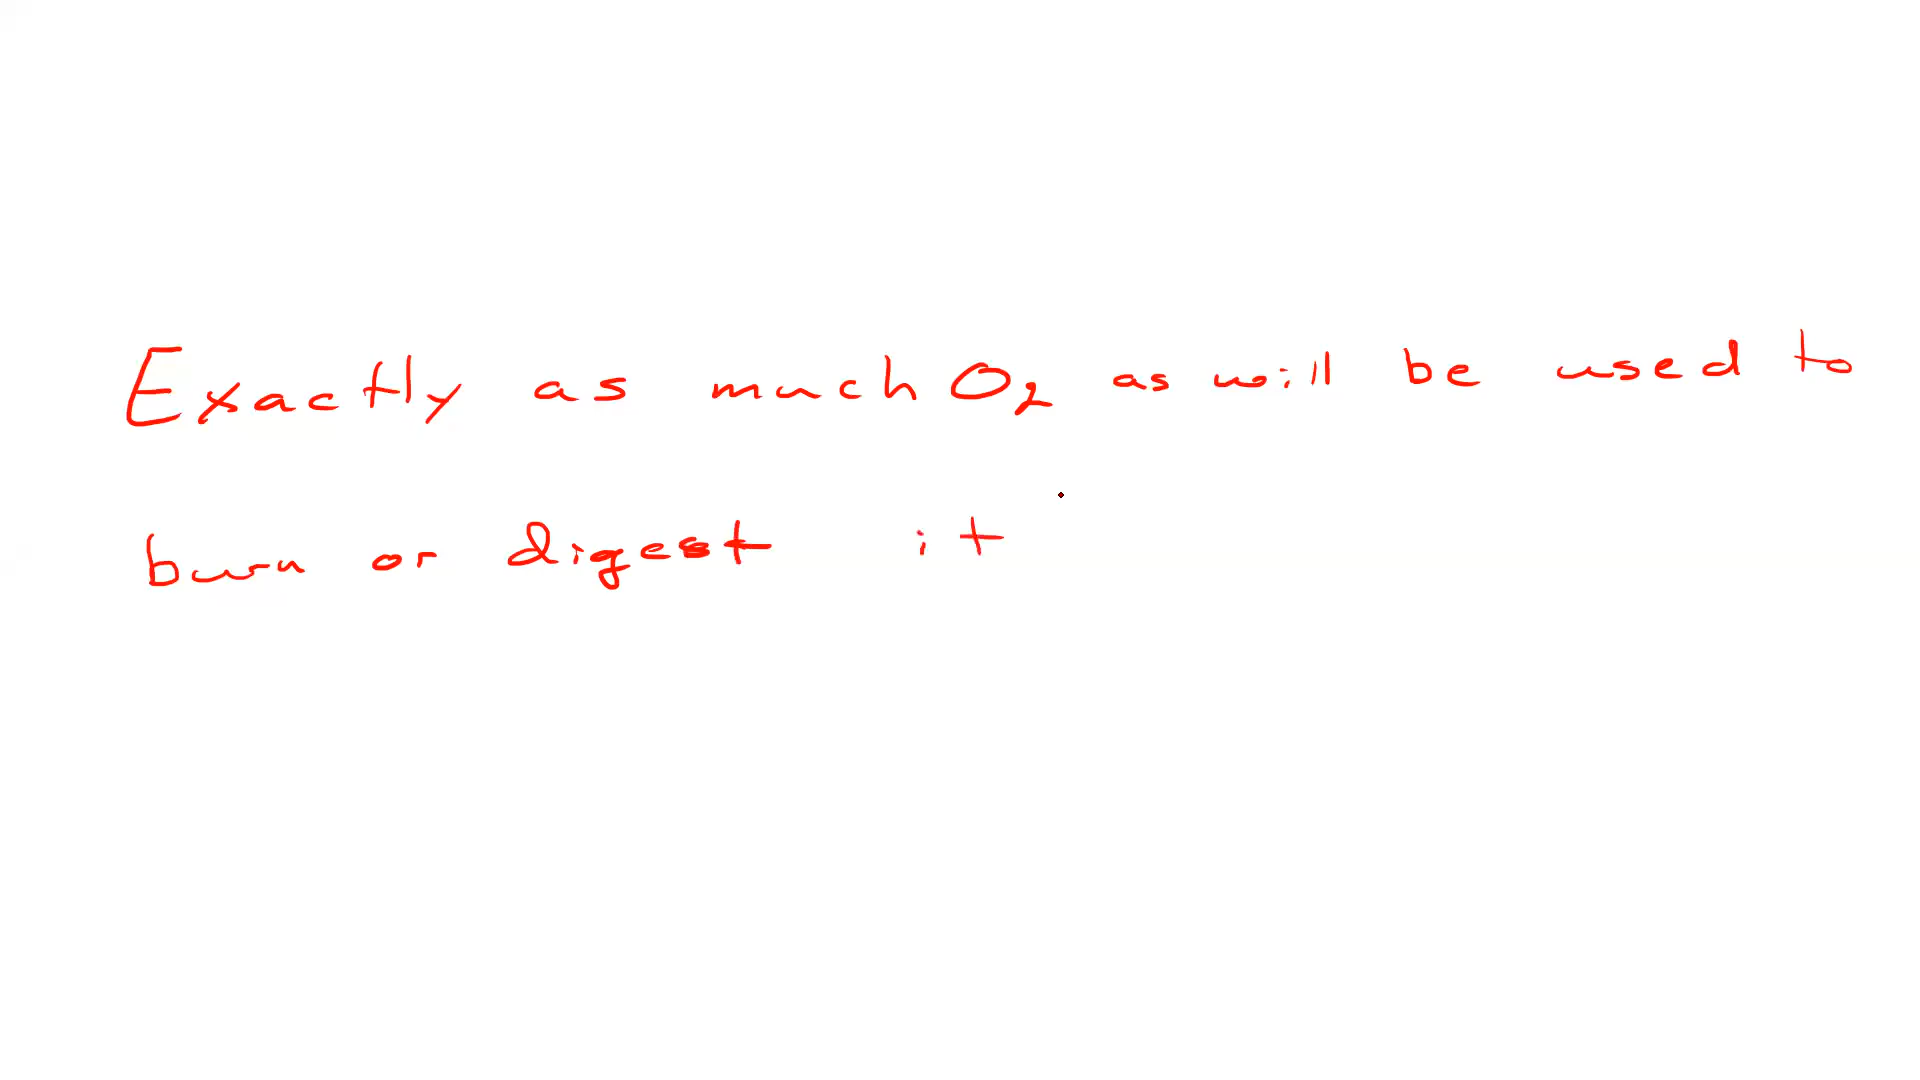 Exactly as much O₂ as will be used to
burn or digest it